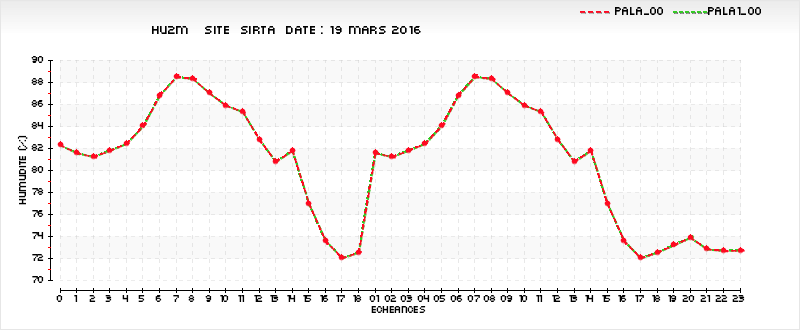 PALA_00 PALA1_00
HU2M SITE SIRTA DATE : 19 MARS 2016
HUMUDITE (%)
90
88
86
84
82
80
78
76
74
72
70
0 1 2 3 4 5 6 7 8 9 10 11 12 13 14 15 16 17 18 01 02 03 04 05 06 07 08 09 10 11 12 13 14 15 16 17 18 19 20 21 22 23
ECHEANCES